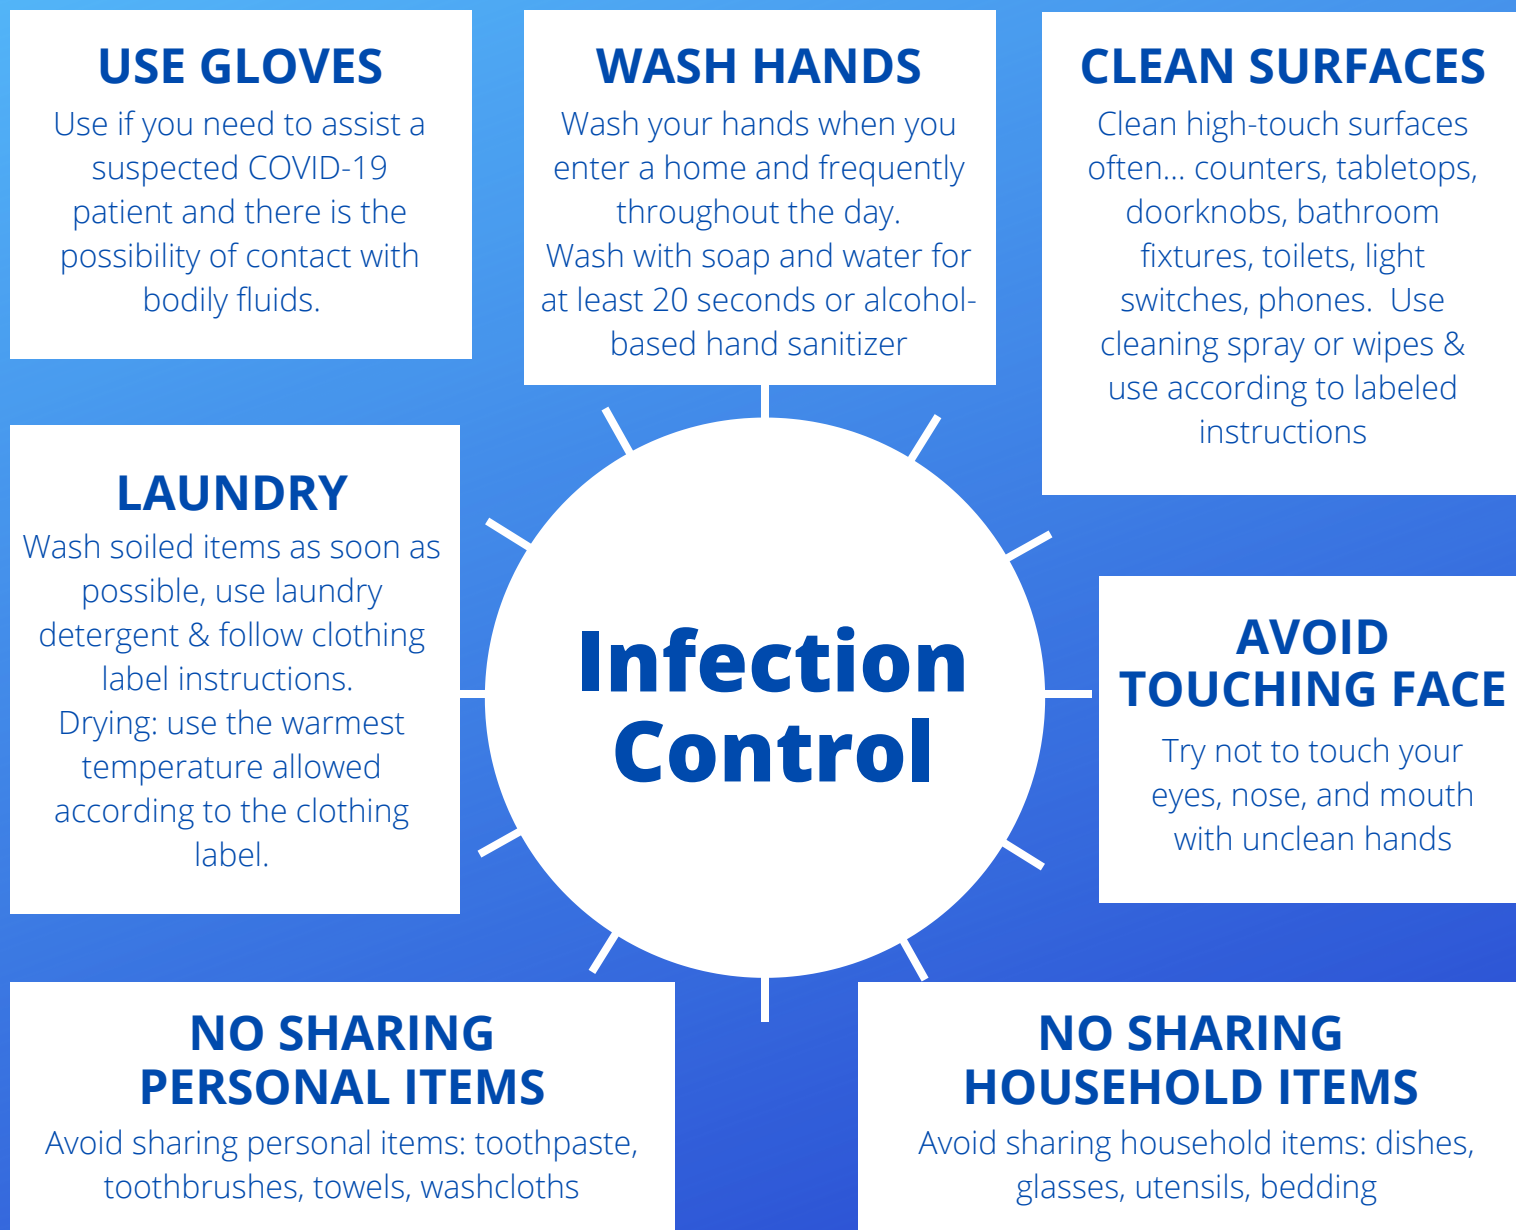 USE GLOVES
Use if you need to assist a
suspected COVID-19
patient and there is the
possibility of contact with
bodily fluids.
WASH HANDS
Wash your hands when you
enter a home and frequently
throughout the day.
Wash with soap and water for
at least 20 seconds or alcohol-
based hand sanitizer
CLEAN SURFACES
Clean high-touch surfaces
often... counters, tabletops,
doorknobs, bathroom
fixtures, toilets, light
switches, phones.  Use
cleaning spray or wipes &
use according to labeled
instructions
LAUNDRY
Wash soiled items as soon as
possible, use laundry
detergent & follow clothing
label instructions.
Drying: use the warmest
temperature allowed
according to the clothing
label.
Infection
Control
AVOID
TOUCHING FACE
Try not to touch your
eyes, nose, and mouth
with unclean hands
NO SHARING
PERSONAL ITEMS
Avoid sharing personal items: toothpaste,
toothbrushes, towels, washcloths
NO SHARING
HOUSEHOLD ITEMS
Avoid sharing household items: dishes,
glasses, utensils, bedding